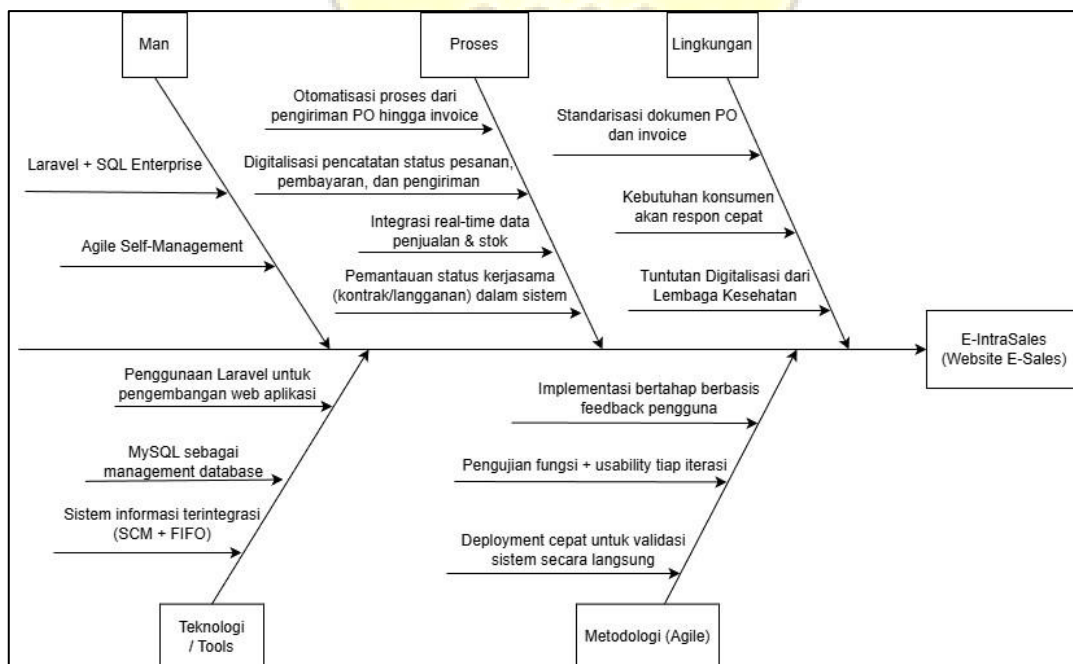 Man
Proses
Lingkungan
Otomatisasi proses dari
pengiriman PO hingga invoice
Standarisasi dokumen PO
dan invoice
Laravel + SQL Enterprise
Digitalisasi pencatatan status pesanan,
pembayaran, dan pengiriman
Kebutuhan konsumen
akan respon cepat
Agile Self-Management
Integrasi real-time data
penjualan & stok
Pemantauan status kerjasama
(kontrak/langganan) dalam sistem
Tuntutan Digitalisasi dari
Lembaga Kesehatan
E-IntraSales
(Website E-Sales)
Penggunaan Laravel untuk
pengembangan web aplikasi
Implementasi bertahap berbasis
feedback pengguna
MySQL sebagai
management database
Pengujian fungsi + usability tiap iterasi
Sistem informasi terintegrasi
(SCM + FIFO)
Deployment cepat untuk validasi
sistem secara langsung
Teknologi
/ Tools
Metodologi (Agile)